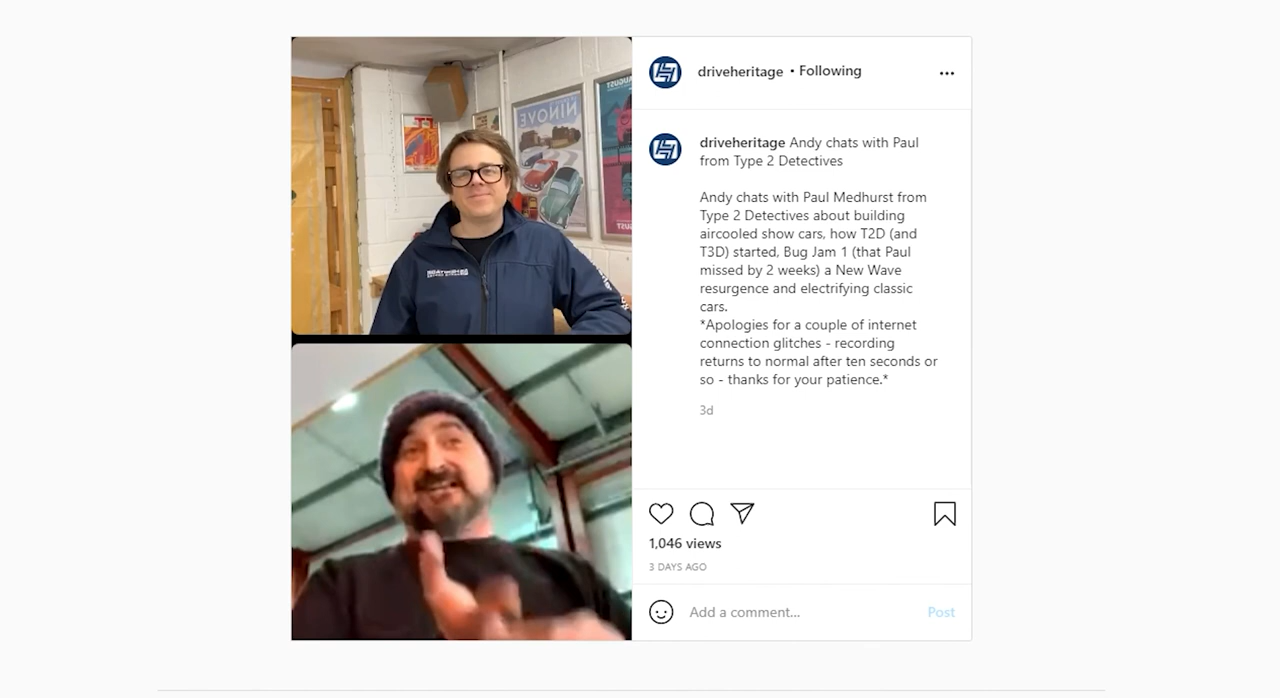 NINOVE
AUGUST
TT
driveheritage • Following
driveheritage Andy chats with Paul
from Type 2 Detectives
Andy chats with Paul Medhurst from
Type 2 Detectives about building
aircooled show cars, how T2D (and
T3D) started, Bug Jam 1 (that Paul
missed by 2 weeks) a New Wave
resurgence and electrifying classic
cars.
*Apologies for a couple of internet
connection glitches - recording
returns to normal after ten seconds or
so - thanks for your patience.*
3d
1,046 views
3 DAYS AGO
Add a comment...
Post